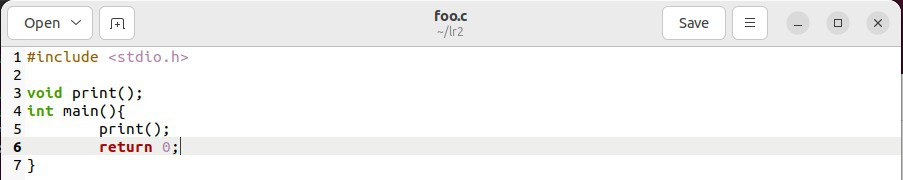 Open
foo.c
~/lr2
Save
1 #include <stdio.h>
2
3 void print();
4 int main(){
5         print();
6         return 0;
7 }